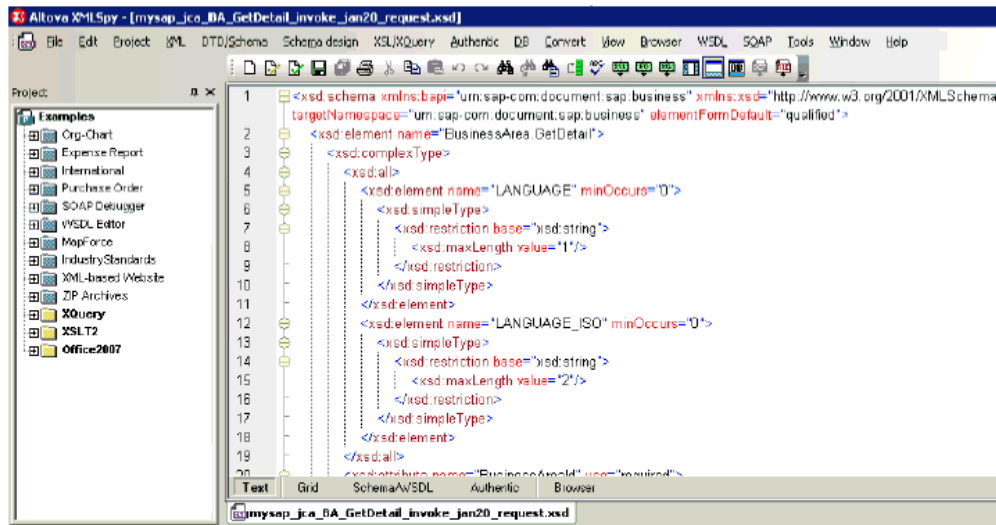 Altova XMLSpy - [mysap_jca_BA_GetDetail_invoke_jan20_request.xsd]
File Edit Project XML DTD/Schema Schema design XSL/XQuery Authentic DB Convert View Browser WSDL SOAP Tools Window Help
Project
Examples
Org-Chart
Expense Report
International
Purchase Order
SOAP Debugger
WSDL Editor
MapForce
IndustryStandards
XML-based Website
ZIP Archives
XQuery
XSLT2
Office2007
1 <xsd:schema xmlns:bapi="urn:sap-com:document:sap:business" xmlns:xsd="http://www.w3.org/2001/XMLSchema
targetNamespace="urn:sap-com:document:sap:business" elementFormDefault="qualified">
2 <xsd:element name="BusinessArea.GetDetail">
3 <xsd:complexType>
4 <xsd:all>
5 <xsd:element name="LANGUAGE" minOccurs="0">
6 <xsd:simpleType>
7 <xsd:restriction base="xsd:string">
8 <xsd:maxLength value="1"/>
9 </xsd:restriction>
10 </xsd:simpleType>
11 </xsd:element>
12 <xsd:element name="LANGUAGE_ISO" minOccurs="0">
13 <xsd:simpleType>
14 <xsd:restriction base="xsd:string">
15 <xsd:maxLength value="2"/>
16 </xsd:restriction>
17 </xsd:simpleType>
18 </xsd:element>
19 </xsd:all>
20 <xsd:attribute name="BusinessAreaId" use="required">
Text Grid Schema/WSDL Authentic Browser
mysap_jca_BA_GetDetail_invoke_jan20_request.xsd